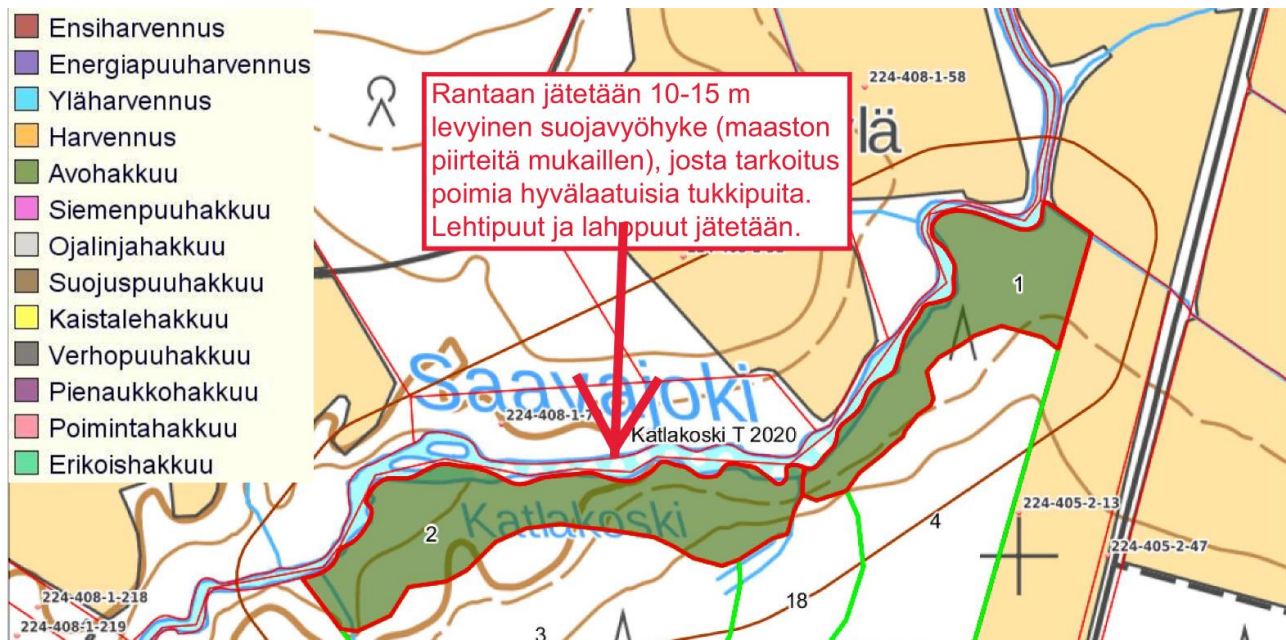 Ensiharvennus
Energiapuuharvennus
Yläharvennus
Harvennus
Avohakkuu
Siemenpuuhakkuu
Ojalinjahakkuu
Suojuspuuhakkuu
Kaistalehakkuu
Verhopuuhakkuu
Pienaukkohakkuu
Poimintahakkuu
Erikoishakkuu
Rantaan jätetään 10-15 m
levyinen suojavyöhyke (maaston
piirteitä mukaillen), josta tarkoitus
poimia hyvälaatuisia tukkipuita.
Lehtipuut ja lahopuut jätetään.
224-408-1-58
lä
1
Saavajoki
224-408-1-7
Katlakoski T 2020
2
Katlakoski
4
224-405-2-13
224-405-2-47
18
3
224-408-1-218
224-408-1-219